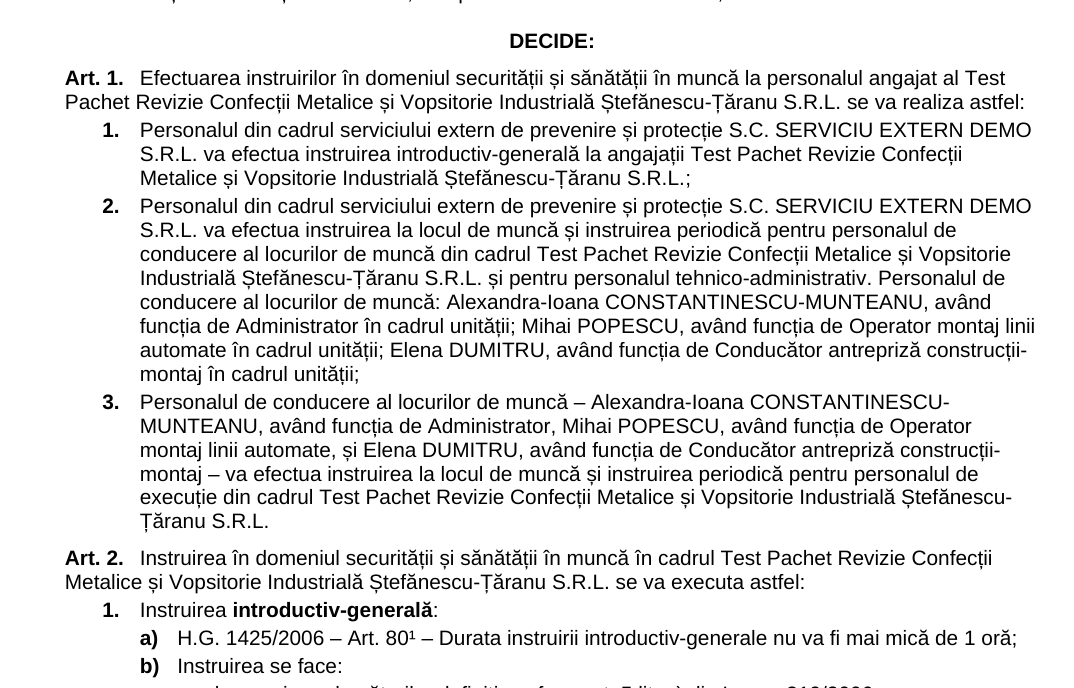 DECIDE:
Art. 1. Efectuarea instruirilor în domeniul securității și sănătății în muncă la personalul angajat al Test
Pachet Revizie Confecții Metalice și Vopsitorie Industrială Ștefănescu-Țăranu S.R.L. se va realiza astfel:
1. Personalul din cadrul serviciului extern de prevenire și protecție S.C. SERVICIU EXTERN DEMO
S.R.L. va efectua instruirea introductiv-generală la angajații Test Pachet Revizie Confecții
Metalice și Vopsitorie Industrială Ștefănescu-Țăranu S.R.L.;
2. Personalul din cadrul serviciului extern de prevenire și protecție S.C. SERVICIU EXTERN DEMO
S.R.L. va efectua instruirea la locul de muncă și instruirea periodică pentru personalul de
conducere al locurilor de muncă din cadrul Test Pachet Revizie Confecții Metalice și Vopsitorie
Industrială Ștefănescu-Țăranu S.R.L. și pentru personalul tehnico-administrativ. Personalul de
conducere al locurilor de muncă: Alexandra-Ioana CONSTANTINESCU-MUNTEANU, având
funcția de Administrator în cadrul unității; Mihai POPESCU, având funcția de Operator montaj linii
automate în cadrul unității; Elena DUMITRU, având funcția de Conducător antrepriză construcții-
montaj în cadrul unității;
3. Personalul de conducere al locurilor de muncă – Alexandra-Ioana CONSTANTINESCU-
MUNTEANU, având funcția de Administrator, Mihai POPESCU, având funcția de Operator
montaj linii automate, și Elena DUMITRU, având funcția de Conducător antrepriză construcții-
montaj – va efectua instruirea la locul de muncă și instruirea periodică pentru personalul de
execuție din cadrul Test Pachet Revizie Confecții Metalice și Vopsitorie Industrială Ștefănescu-
Țăranu S.R.L.
Art. 2. Instruirea în domeniul securității și sănătății în muncă în cadrul Test Pachet Revizie Confecții
Metalice și Vopsitorie Industrială Ștefănescu-Țăranu S.R.L. se va executa astfel:
1. Instruirea introductiv-generală:
a) H.G. 1425/2006 – Art. 80¹ – Durata instruirii introductiv-generale nu va fi mai mică de 1 oră;
b) Instruirea se face: